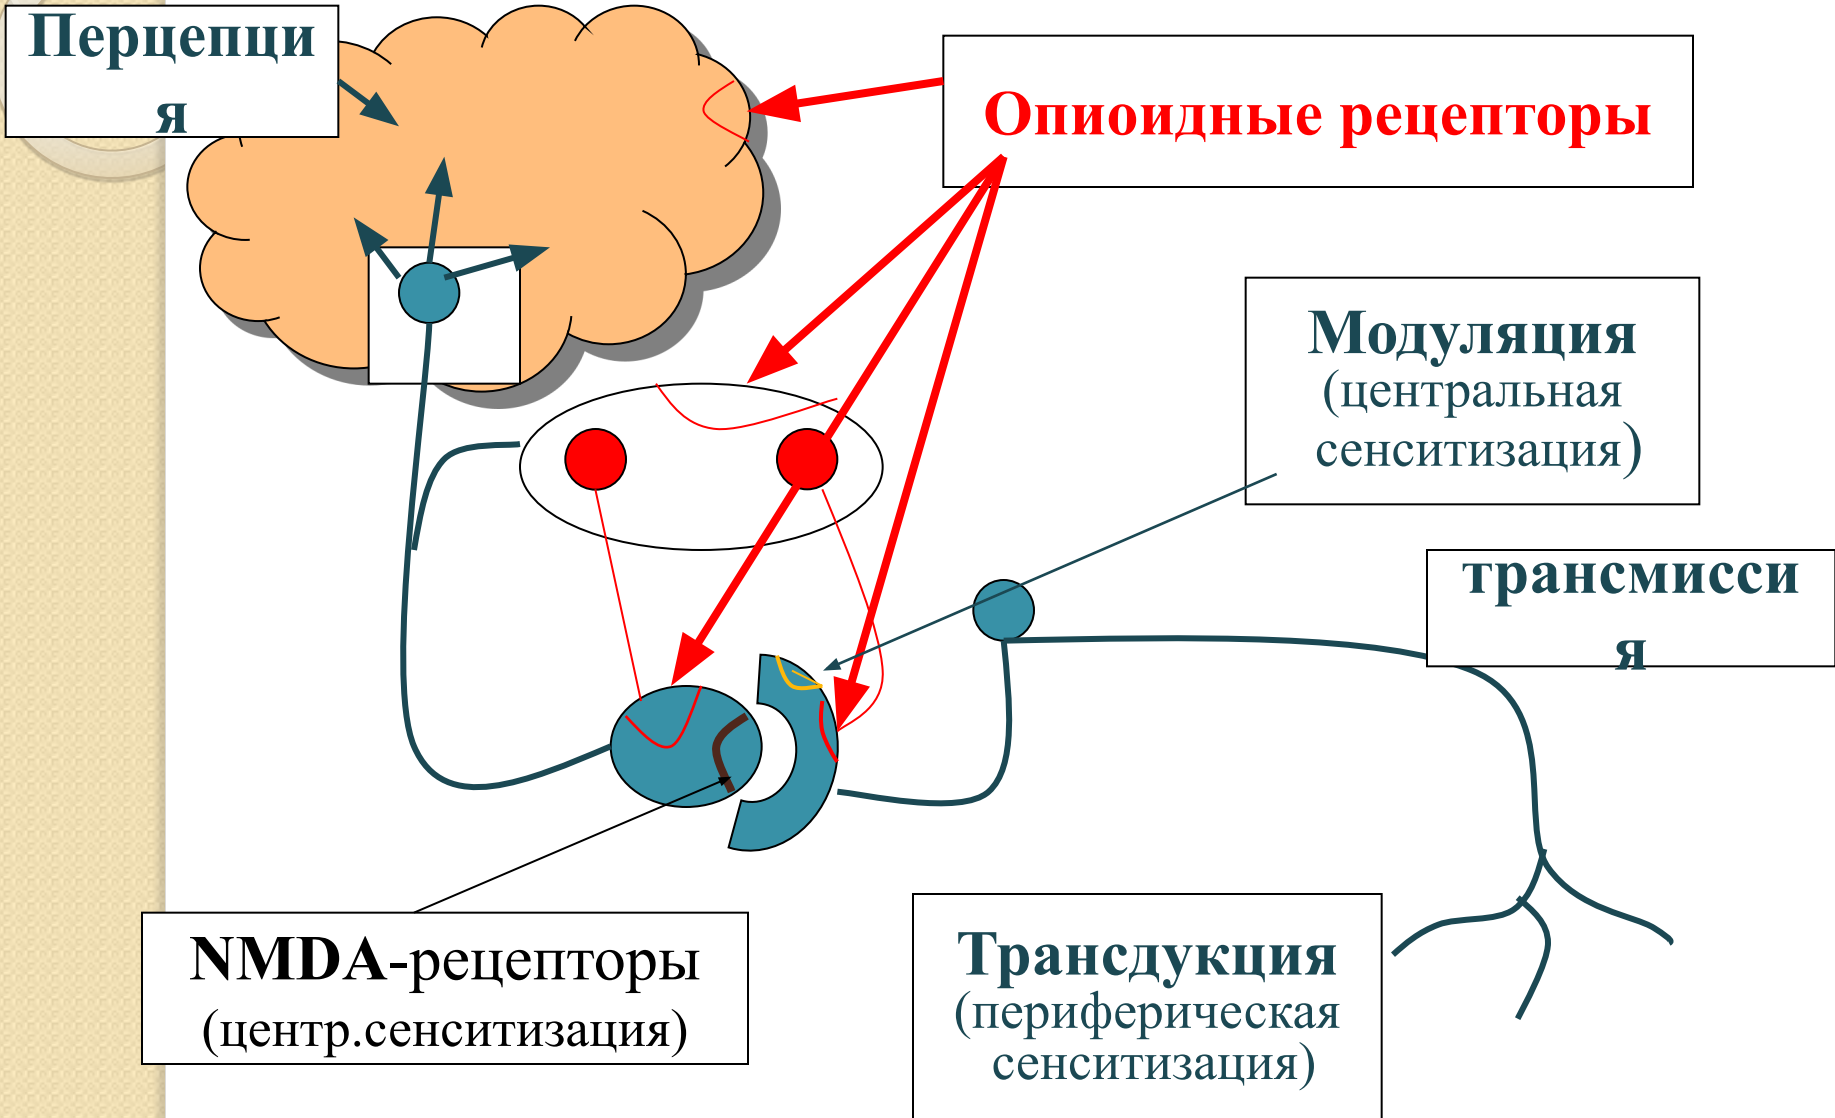 Перцепци
я
Опиоидные рецепторы
Модуляция
(центральная
сенситизация)
трансмисси
я
NMDA-рецепторы
(центр.сенситизация)
Трансдукция
(периферическая
сенситизация)